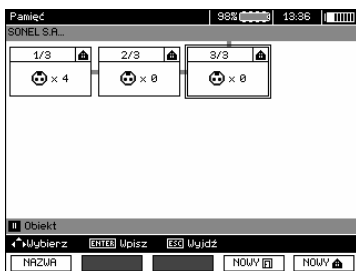 Pamięć 98% 13:36
SONEL S.A...
1/3 2/3 3/3
x 4 x 0 x 0
Obiekt
Wybierz ENTER Wpisz ESC Wyjdź
NAZWA NOWY NOWY